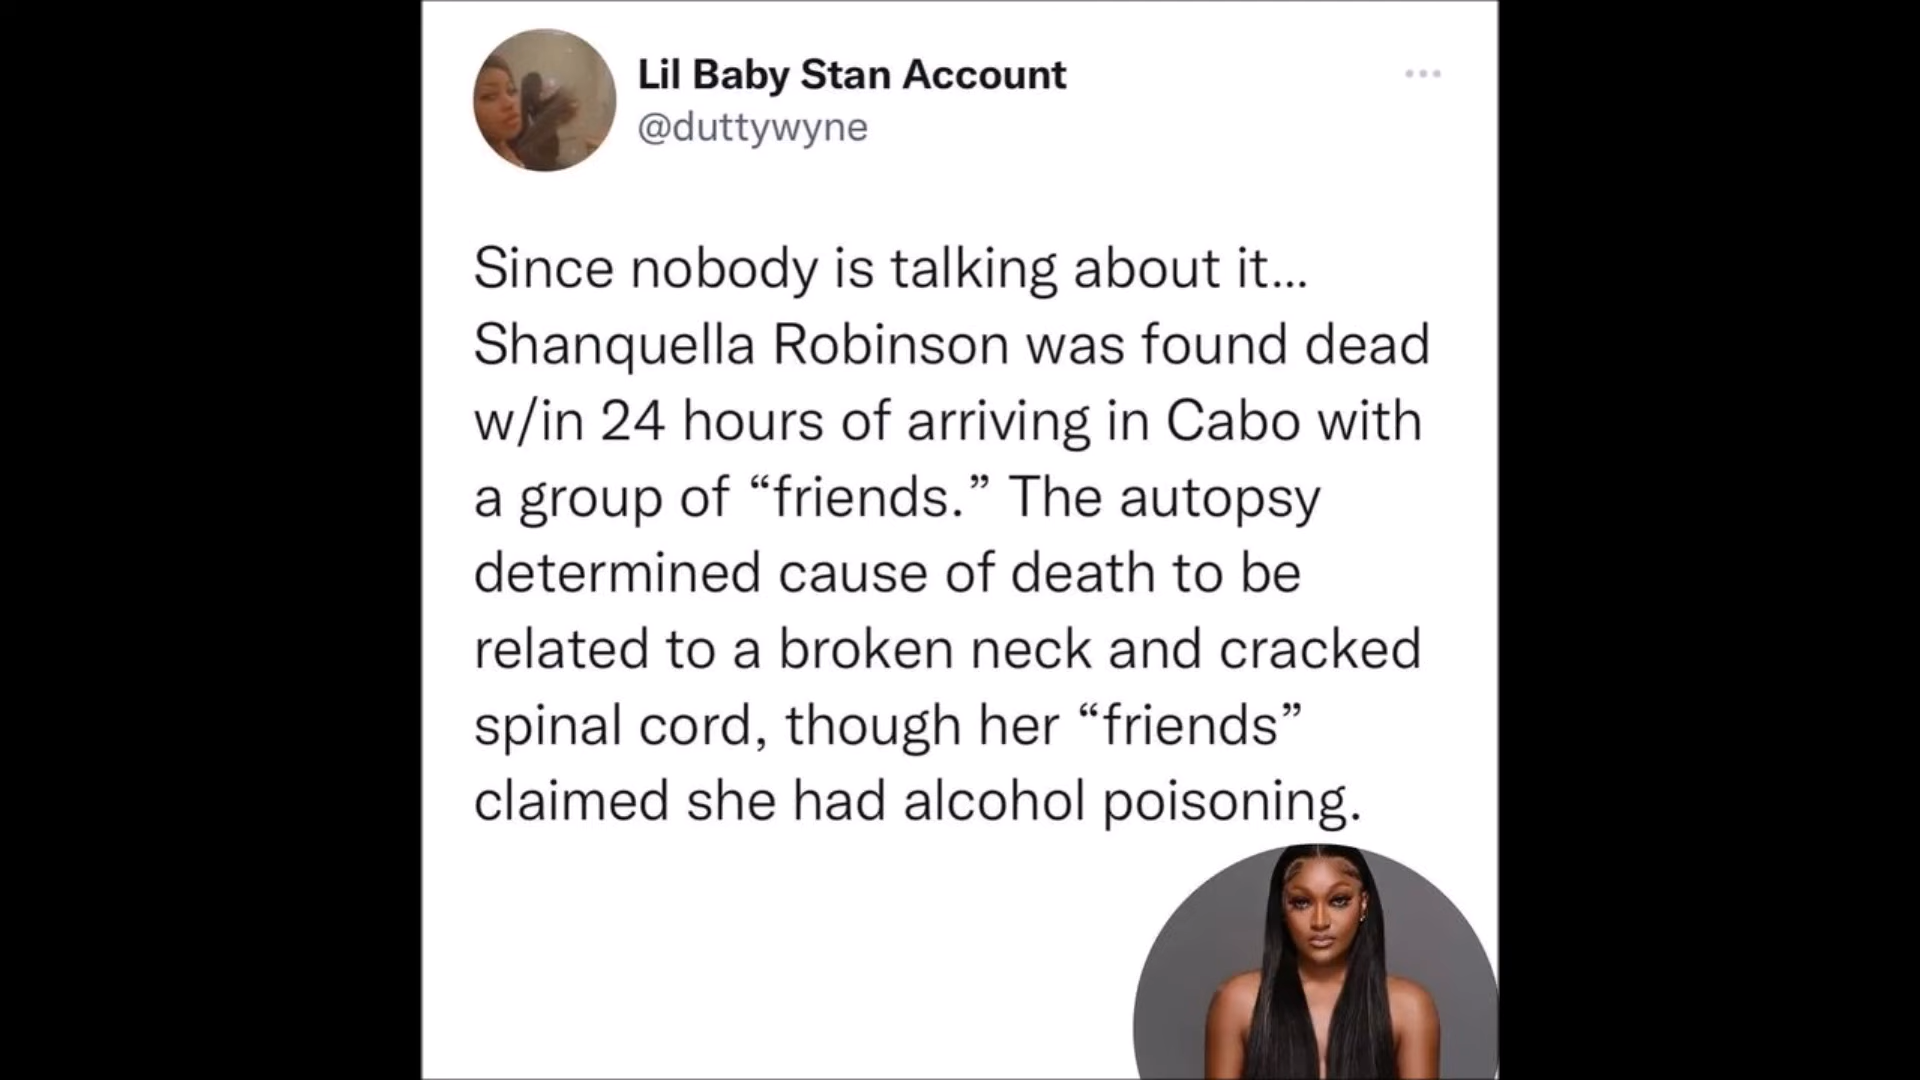 Lil Baby Stan Account
@duttywyne
Since nobody is talking about it...
Shanquella Robinson was found dead
w/in 24 hours of arriving in Cabo with
a group of “friends.” The autopsy
determined cause of death to be
related to a broken neck and cracked
spinal cord, though her “friends”
claimed she had alcohol poisoning.